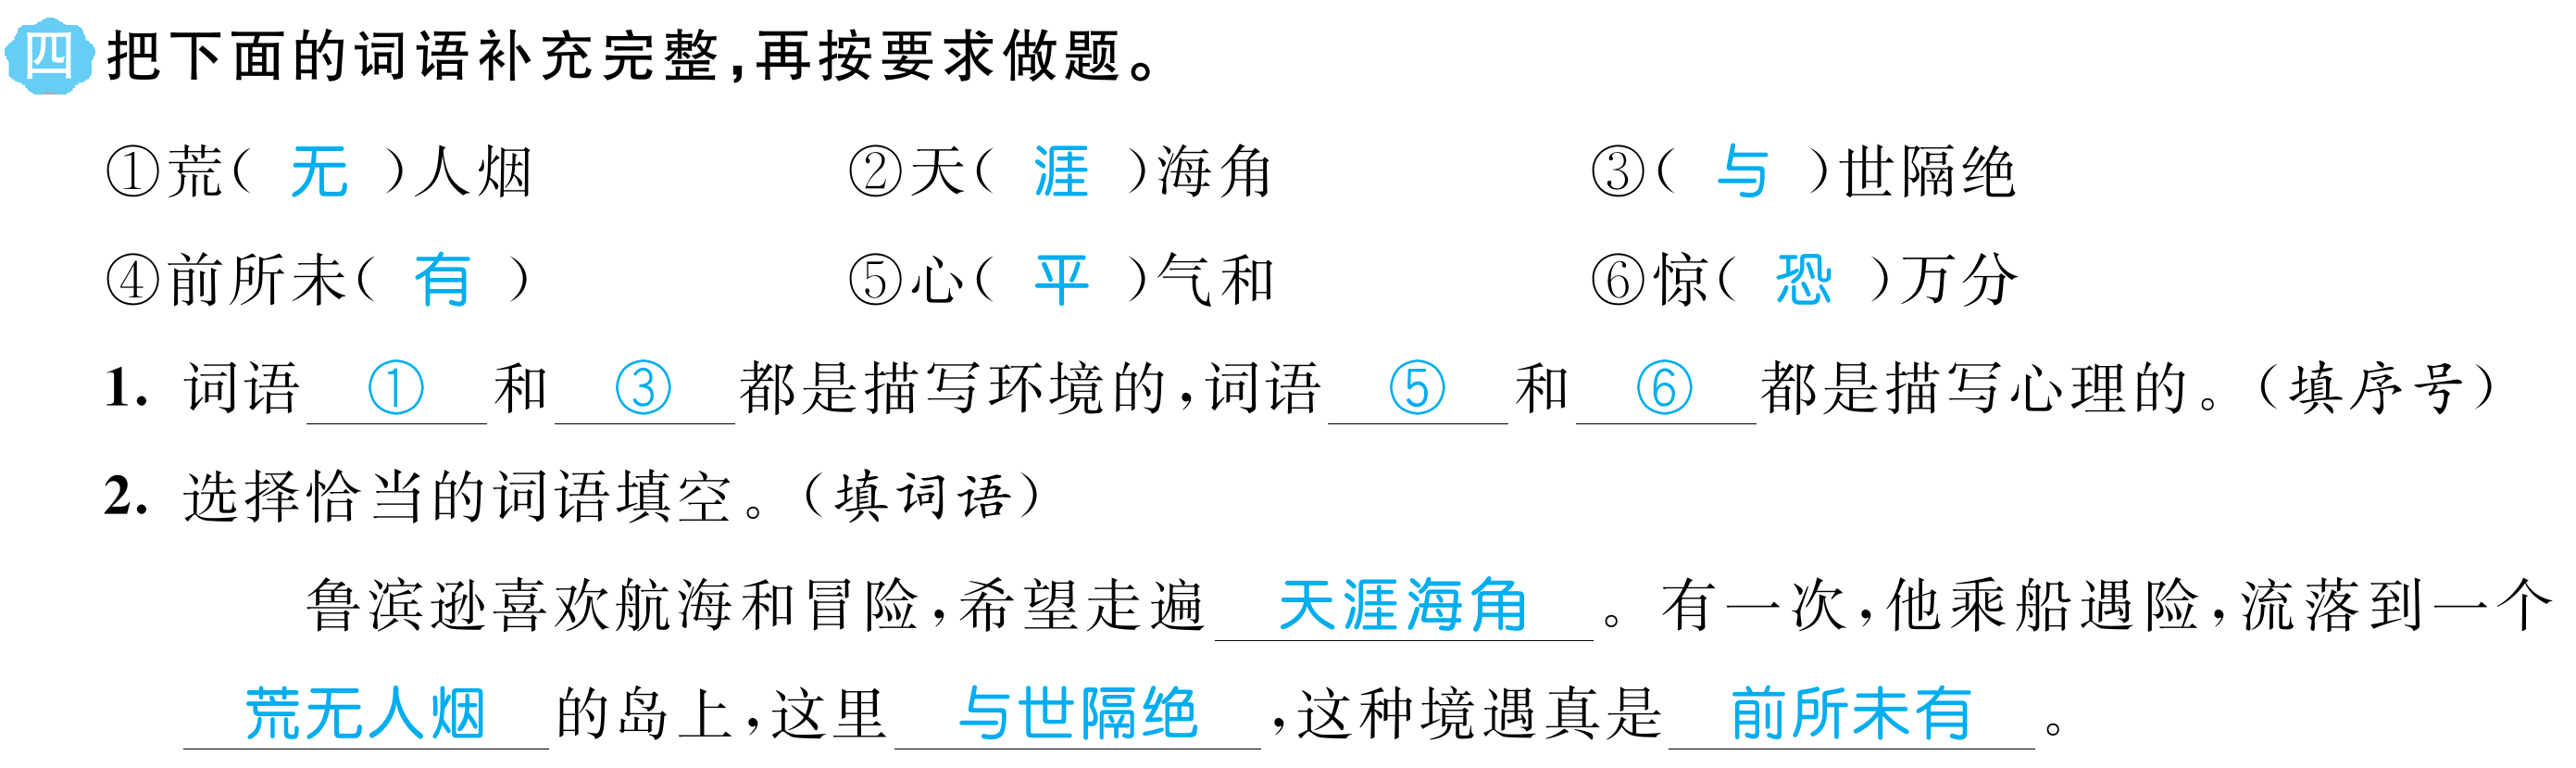 四 把下面的词语补充完整,再按要求做题。
①荒( 无 )人烟 ②天( 涯 )海角 ③( 与 )世隔绝
④前所未( 有 ) ⑤心( 平 )气和 ⑥惊( 恐 )万分
1. 词语 ① 和 ③ 都是描写环境的,词语 ⑤ 和 ⑥ 都是描写心理的。(填序号)
2. 选择恰当的词语填空。(填词语)
鲁滨逊喜欢航海和冒险,希望走遍 天涯海角 。有一次,他乘船遇险,流落到一个
荒无人烟 的岛上,这里 与世隔绝 ,这种境遇真是 前所未有 。